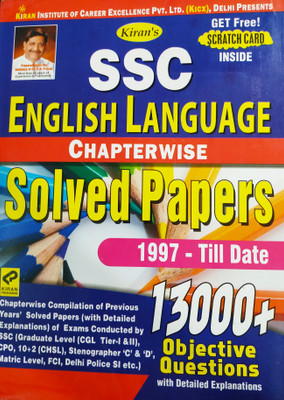 KIRAN INSTITUTE OF CAREER EXCELLENCE PVT. LTD. (KICX), DELHI PRESENTS
Kiran's
GET Free!
SCRATCH CARD
INSIDE
SSC
ENGLISH LANGUAGE
CHAPTERWISE
Solved Papers
1997 - Till Date
KIRAN
13000+
Objective
Questions
with Detailed Explanations
Chapterwise Compilation of Previous
Years' Solved Papers (with Detailed
Explanations) of Exams Conducted by
SSC (Graduate Level (CGL Tier-I &II),
CPO, 10+2 (CHSL), Stenographer 'C' & 'D',
Matric Level, FCI, Delhi Police SI etc.)